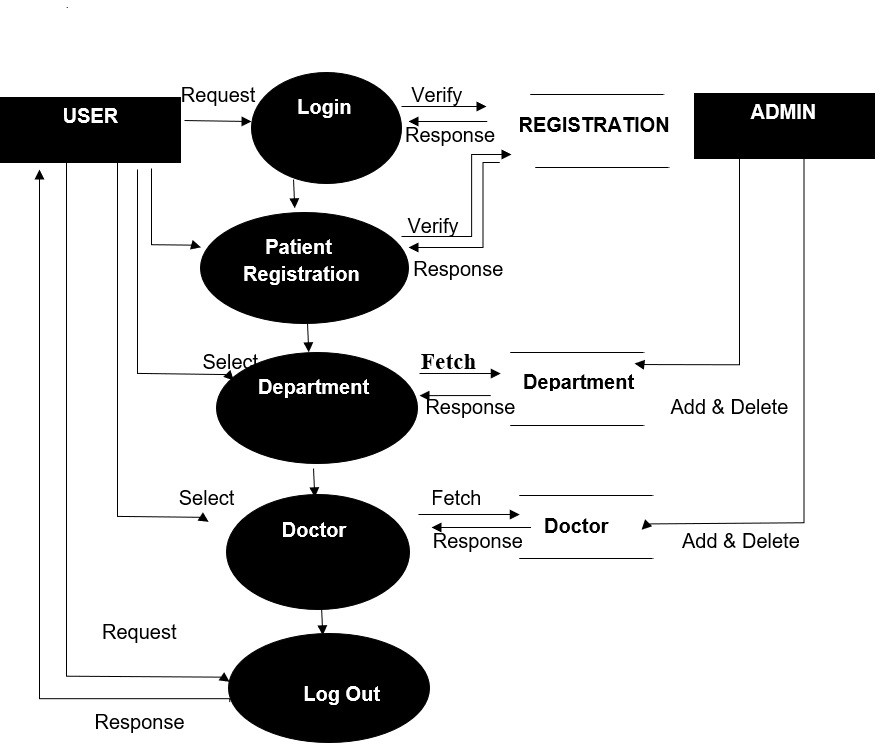 Request
Login
Verify
USER
Response
REGISTRATION
ADMIN
Patient
Registration
Verify
Response
Select
Department
Fetch
Response
Department
Add & Delete
Select
Doctor
Fetch
Response
Doctor
Add & Delete
Request
Log Out
Response